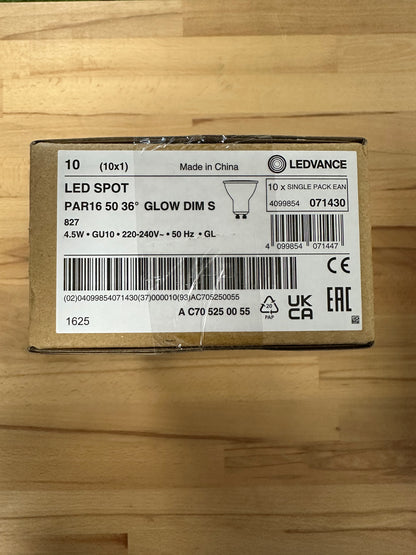 10 (10x1) Made in China LEDVANCE
LED SPOT
PAR16 50 36° GLOW DIM S
827
4.5W • GU10 • 220-240V~ • 50 Hz • GL
10 x SINGLE PACK EAN
4099854 071430
4 099854 071447
(02)04099854071430(37)000010(93)AC705250055
A C70 525 00 55
20
PAP
UK
CA
CE
EAC
1625